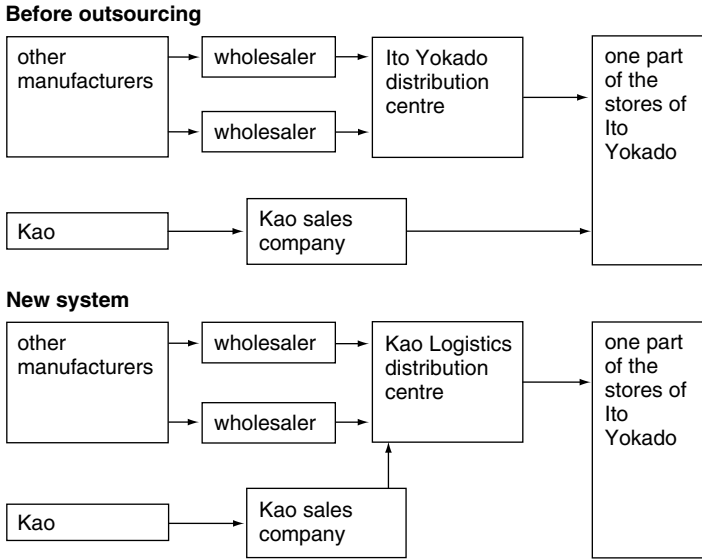 Before outsourcing
other
manufacturers
wholesaler
wholesaler
Ito Yokado
distribution
centre
one part
of the
stores of
Ito
Yokado
Kao
Kao sales
company
New system
other
manufacturers
wholesaler
wholesaler
Kao Logistics
distribution
centre
one part
of the
stores of
Ito
Yokado
Kao
Kao sales
company